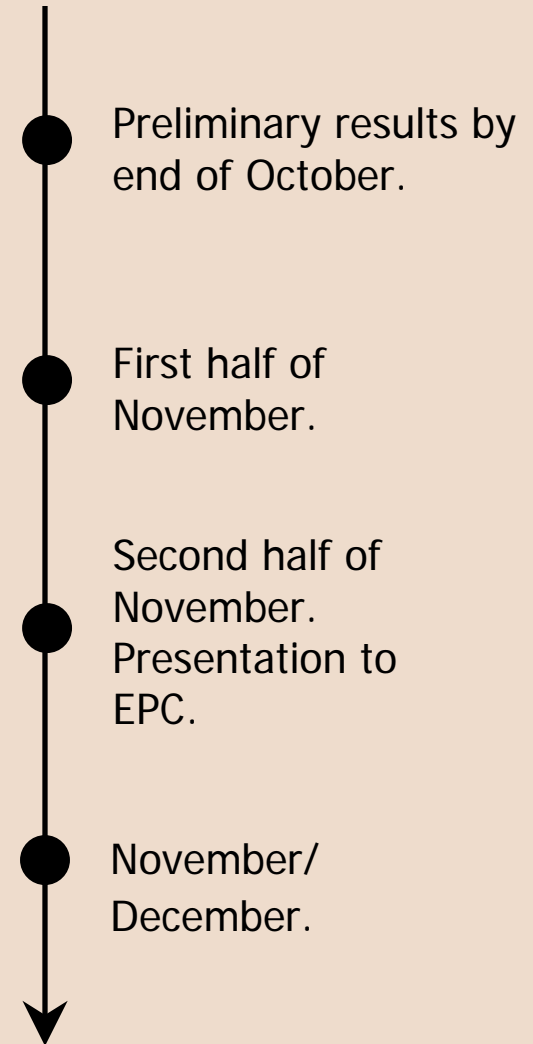 Preliminary results by
end of October.
First half of
November.
Second half of
November.
Presentation to
EPC.
November/
December.